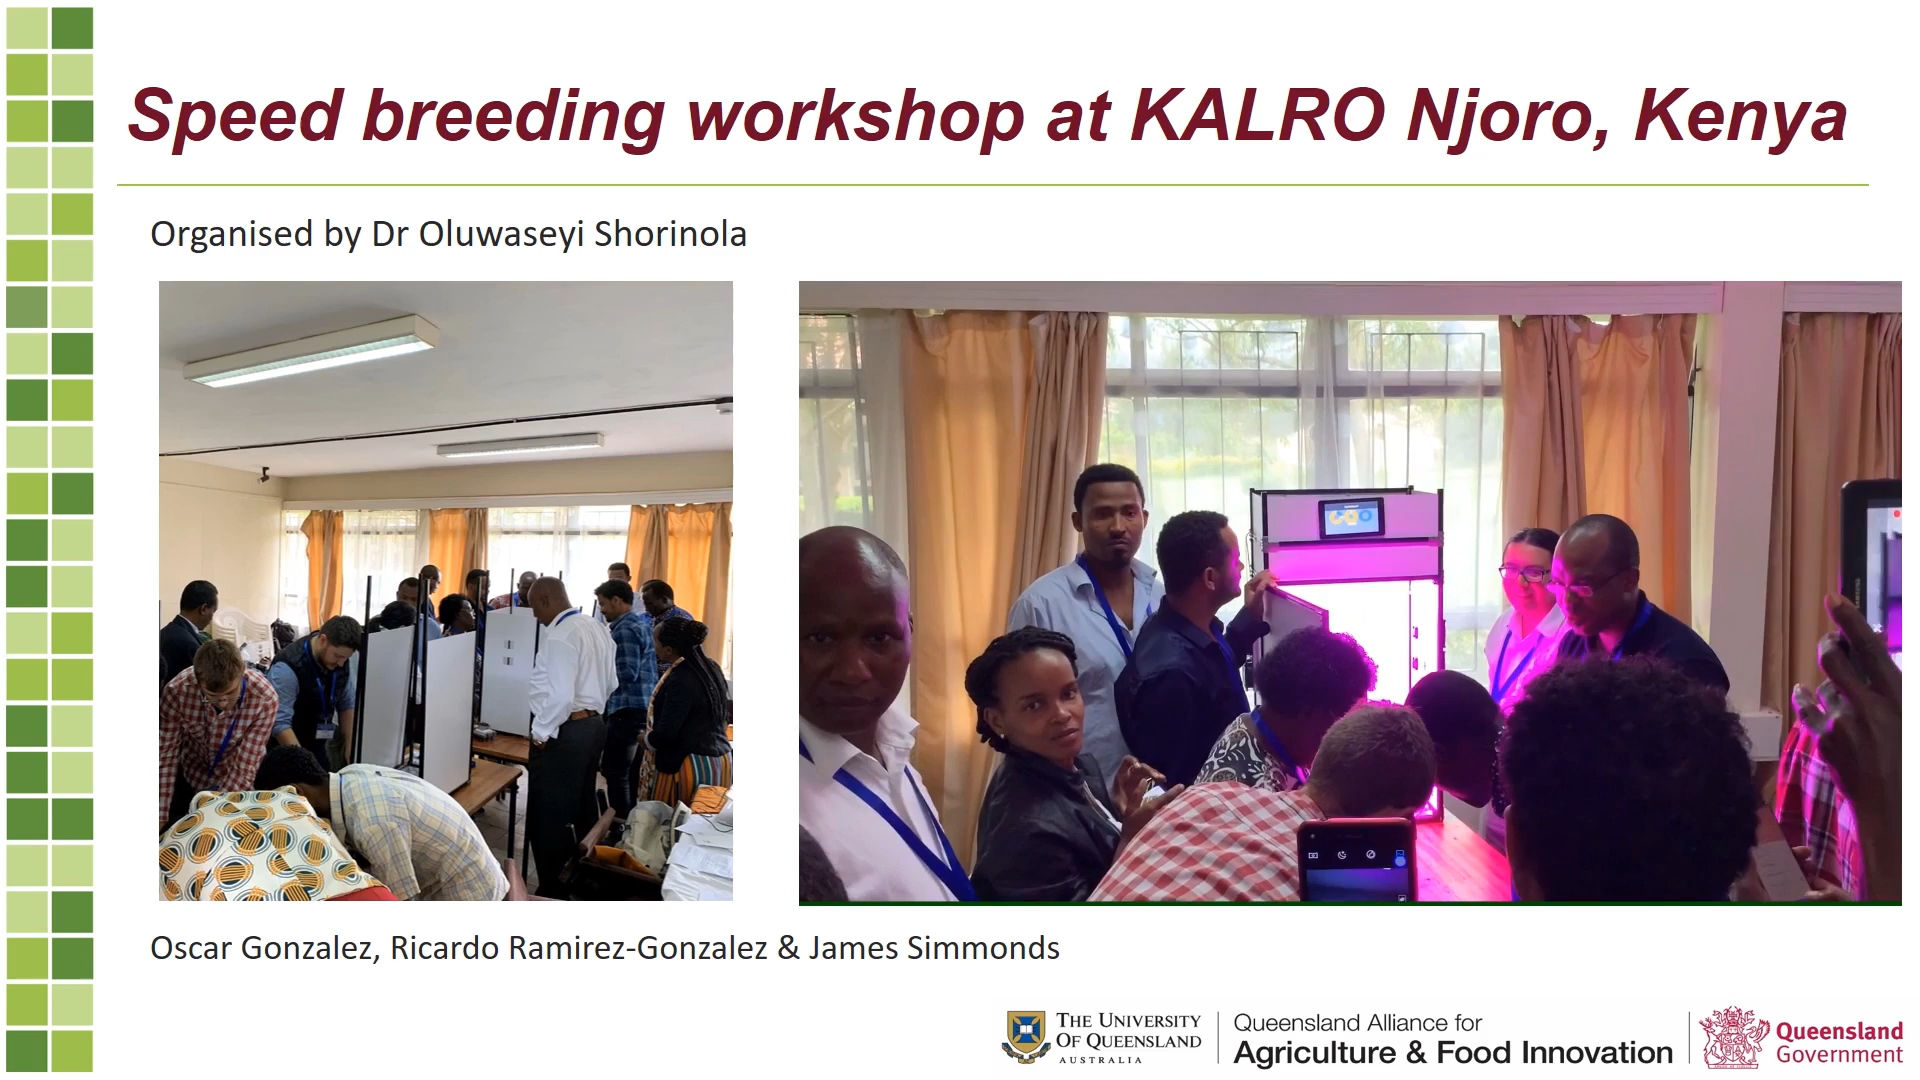 Speed breeding workshop at KALRO Njoro, Kenya
Organised by Dr Oluwaseyi Shorinola
Oscar Gonzalez, Ricardo Ramirez-Gonzalez & James Simmonds
THE UNIVERSITY
OF QUEENSLAND
AUSTRALIA
Queensland Alliance for
Agriculture & Food Innovation
Queensland
Government